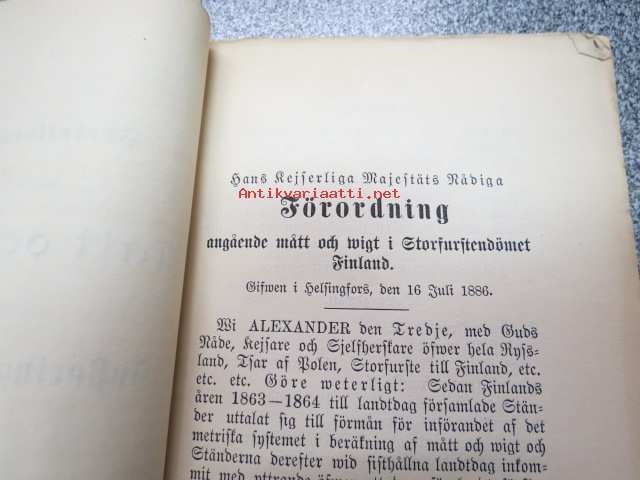 Hans Kejserliga Majestäts Nådiga
Antikvariaatti.net
Förordning
angående mått och wigt i Storfurstendömet
Finland.
Gifwen i Helsingfors, den 16 Juli 1886.
Wi ALEXANDER den Tredje, med Guds
Nåde, Kejsare och Sjelfherskare öfwer hela Ryss-
land, Tsar af Polen, Storfurste till Finland, etc.
etc. etc. Göre weterligt: Sedan Finlands
åren 1863—1864 till landtdag församlade Stän-
der uttalat sig till förmån för införandet af det
metriska systemet i beräkning af mått och wigt och
Ständerna derefter wid sisthållna landtdag inkom-
mit med